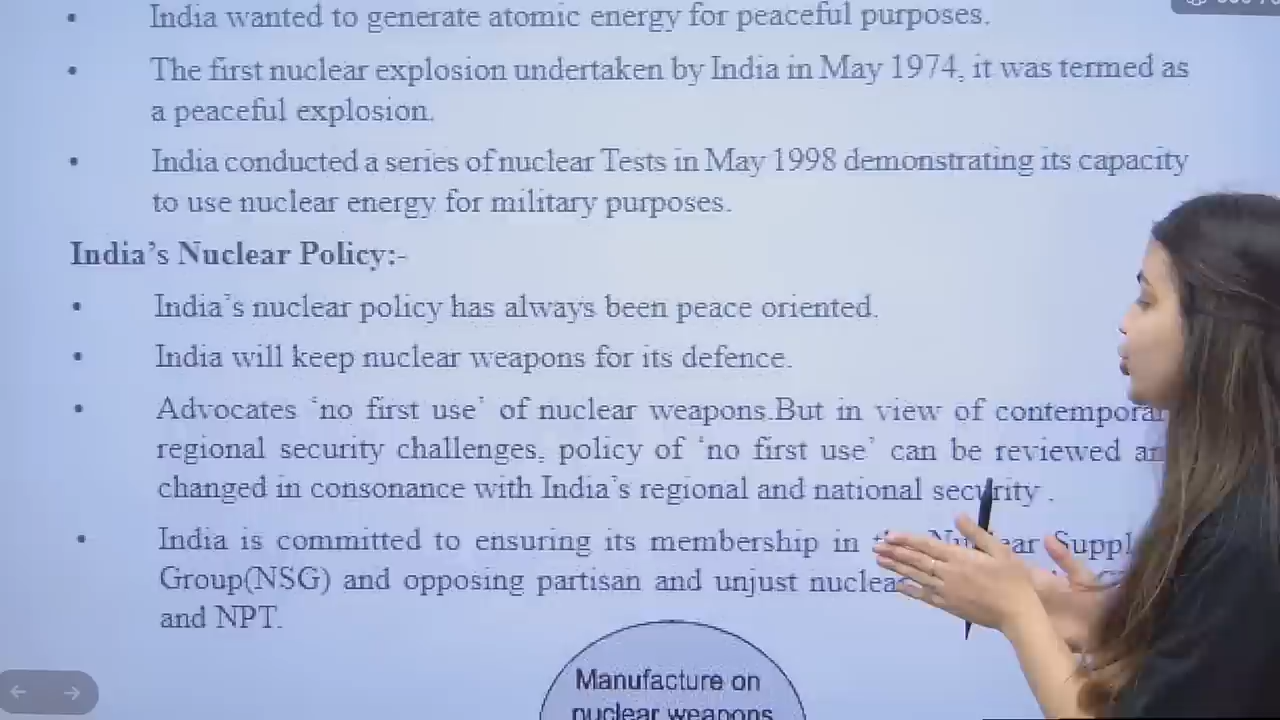 • India wanted to generate atomic energy for peaceful purposes.
• The first nuclear explosion undertaken by India in May 1974, it was termed as
a peaceful explosion.
• India conducted a series of nuclear Tests in May 1998 demonstrating its capacity
to use nuclear energy for military purposes.
India's Nuclear Policy:-
• India's nuclear policy has always been peace oriented.
• India will keep nuclear weapons for its defence.
• Advocates 'no first use' of nuclear weapons.But in view of
regional security challenges, policy of 'no first use' can be reviewed
changed in consonance with India's regional and national security .
• India is committed to ensuring its membership in
Group(NSG) and opposing partisan and unjust
and NPT.
Manufacture on
nuclear weapons